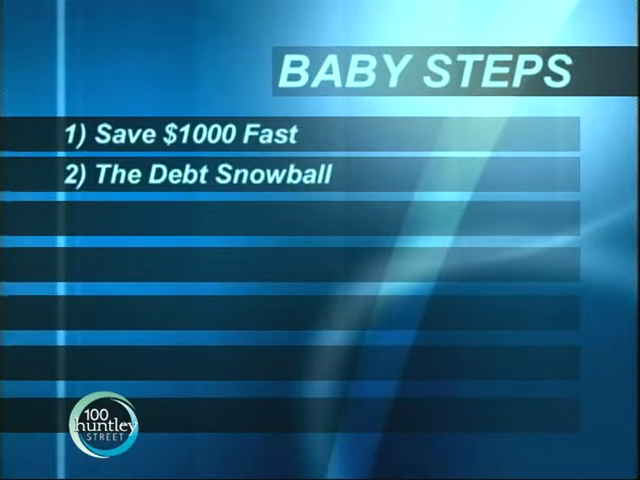 BABY STEPS
1) Save $1000 Fast
2) The Debt Snowball
100
huntley
STREET